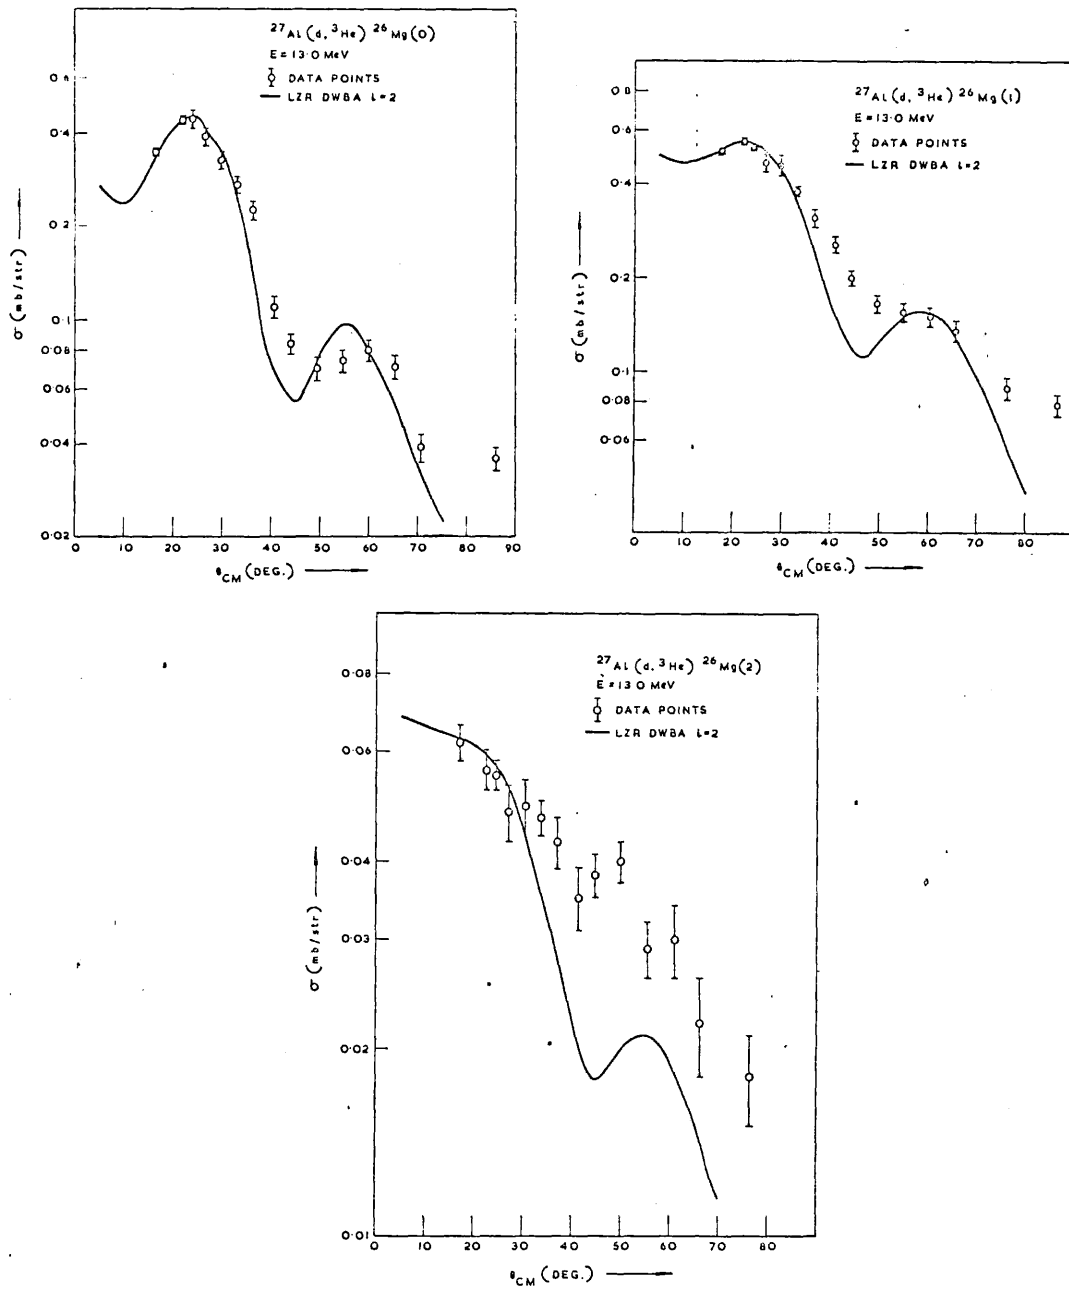 27Al(d, 3He) 26Mg(0)
E = 13·0 MeV
DATA POINTS
LZR DWBA l=2
0·6
0·4
0·2
0·1
0·08
0·06
0·04
0·02
σ (mb/str)
10 20 30 40 50 60 70 80 90
θCM (DEG.)
27Al(d, 3He) 26Mg(1)
E = 13·0 MeV
DATA POINTS
LZR DWBA l=2
0·8
0·6
0·4
0·2
0·1
0·08
0·06
σ (mb/str)
0 10 20 30 40 50 60 70 80
θCM (DEG.)
27Al(d, 3He) 26Mg(2)
E = 13·0 MeV
DATA POINTS
LZR DWBA l=2
0·08
0·06
0·04
0·03
0·02
0·01
σ (mb/str)
0 10 20 30 40 50 60 70 80
θCM (DEG.)